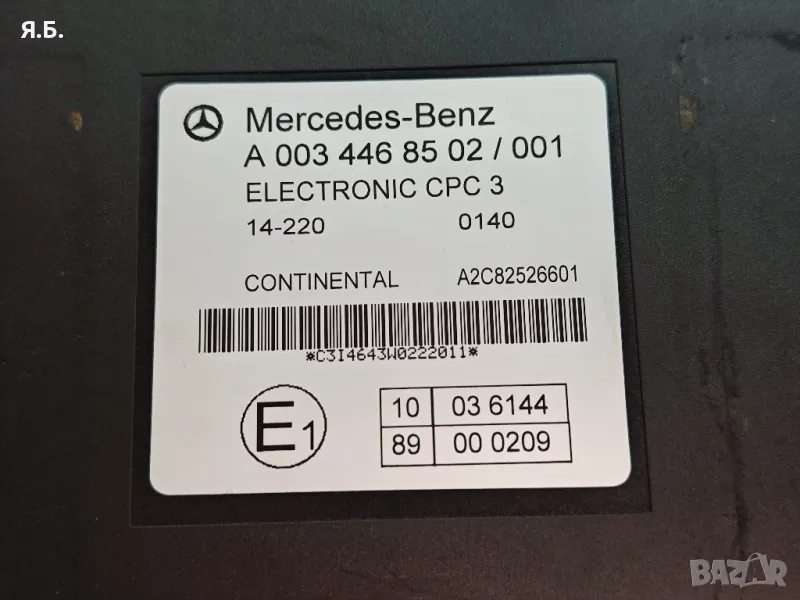 Я.Б.
Mercedes-Benz
A 003 446 85 02 / 001
ELECTRONIC CPC 3
14-220 0140
CONTINENTAL A2C82526601
*C3I4643W0222011*
E1
10 03 6144
89 00 0209
BAZAR